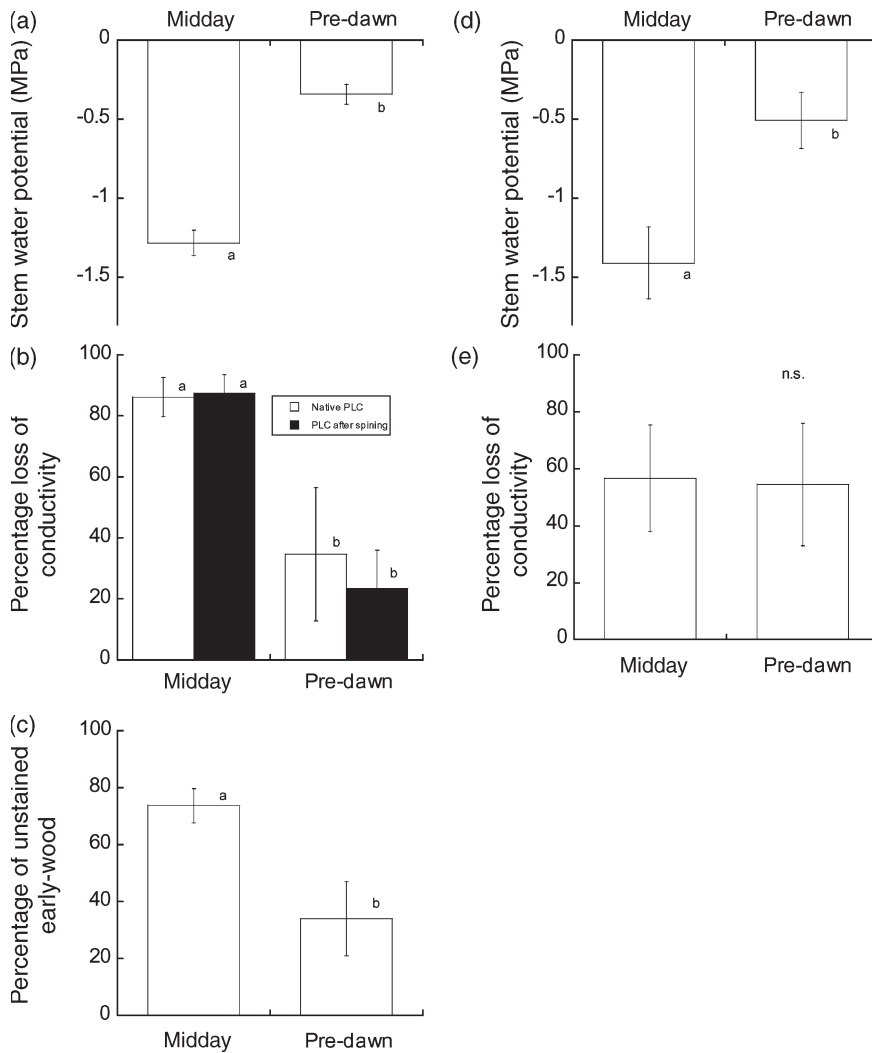 (a)
Midday
Pre-dawn
Stem water potential (MPa)
0
-0.5
-1
-1.5
a
b
(d)
Midday
Pre-dawn
Stem water potential (MPa)
0
-0.5
-1
-1.5
a
b
(b)
Percentage loss of
conductivity
100
80
60
40
20
0
a
a
b
b
Native PLC
PLC after spining
Midday
Pre-dawn
(e)
Percentage loss of
conductivity
100
80
60
40
20
0
n.s.
Midday
Pre-dawn
(c)
Percentage of unstained
early-wood
100
80
60
40
20
0
a
b
Midday
Pre-dawn